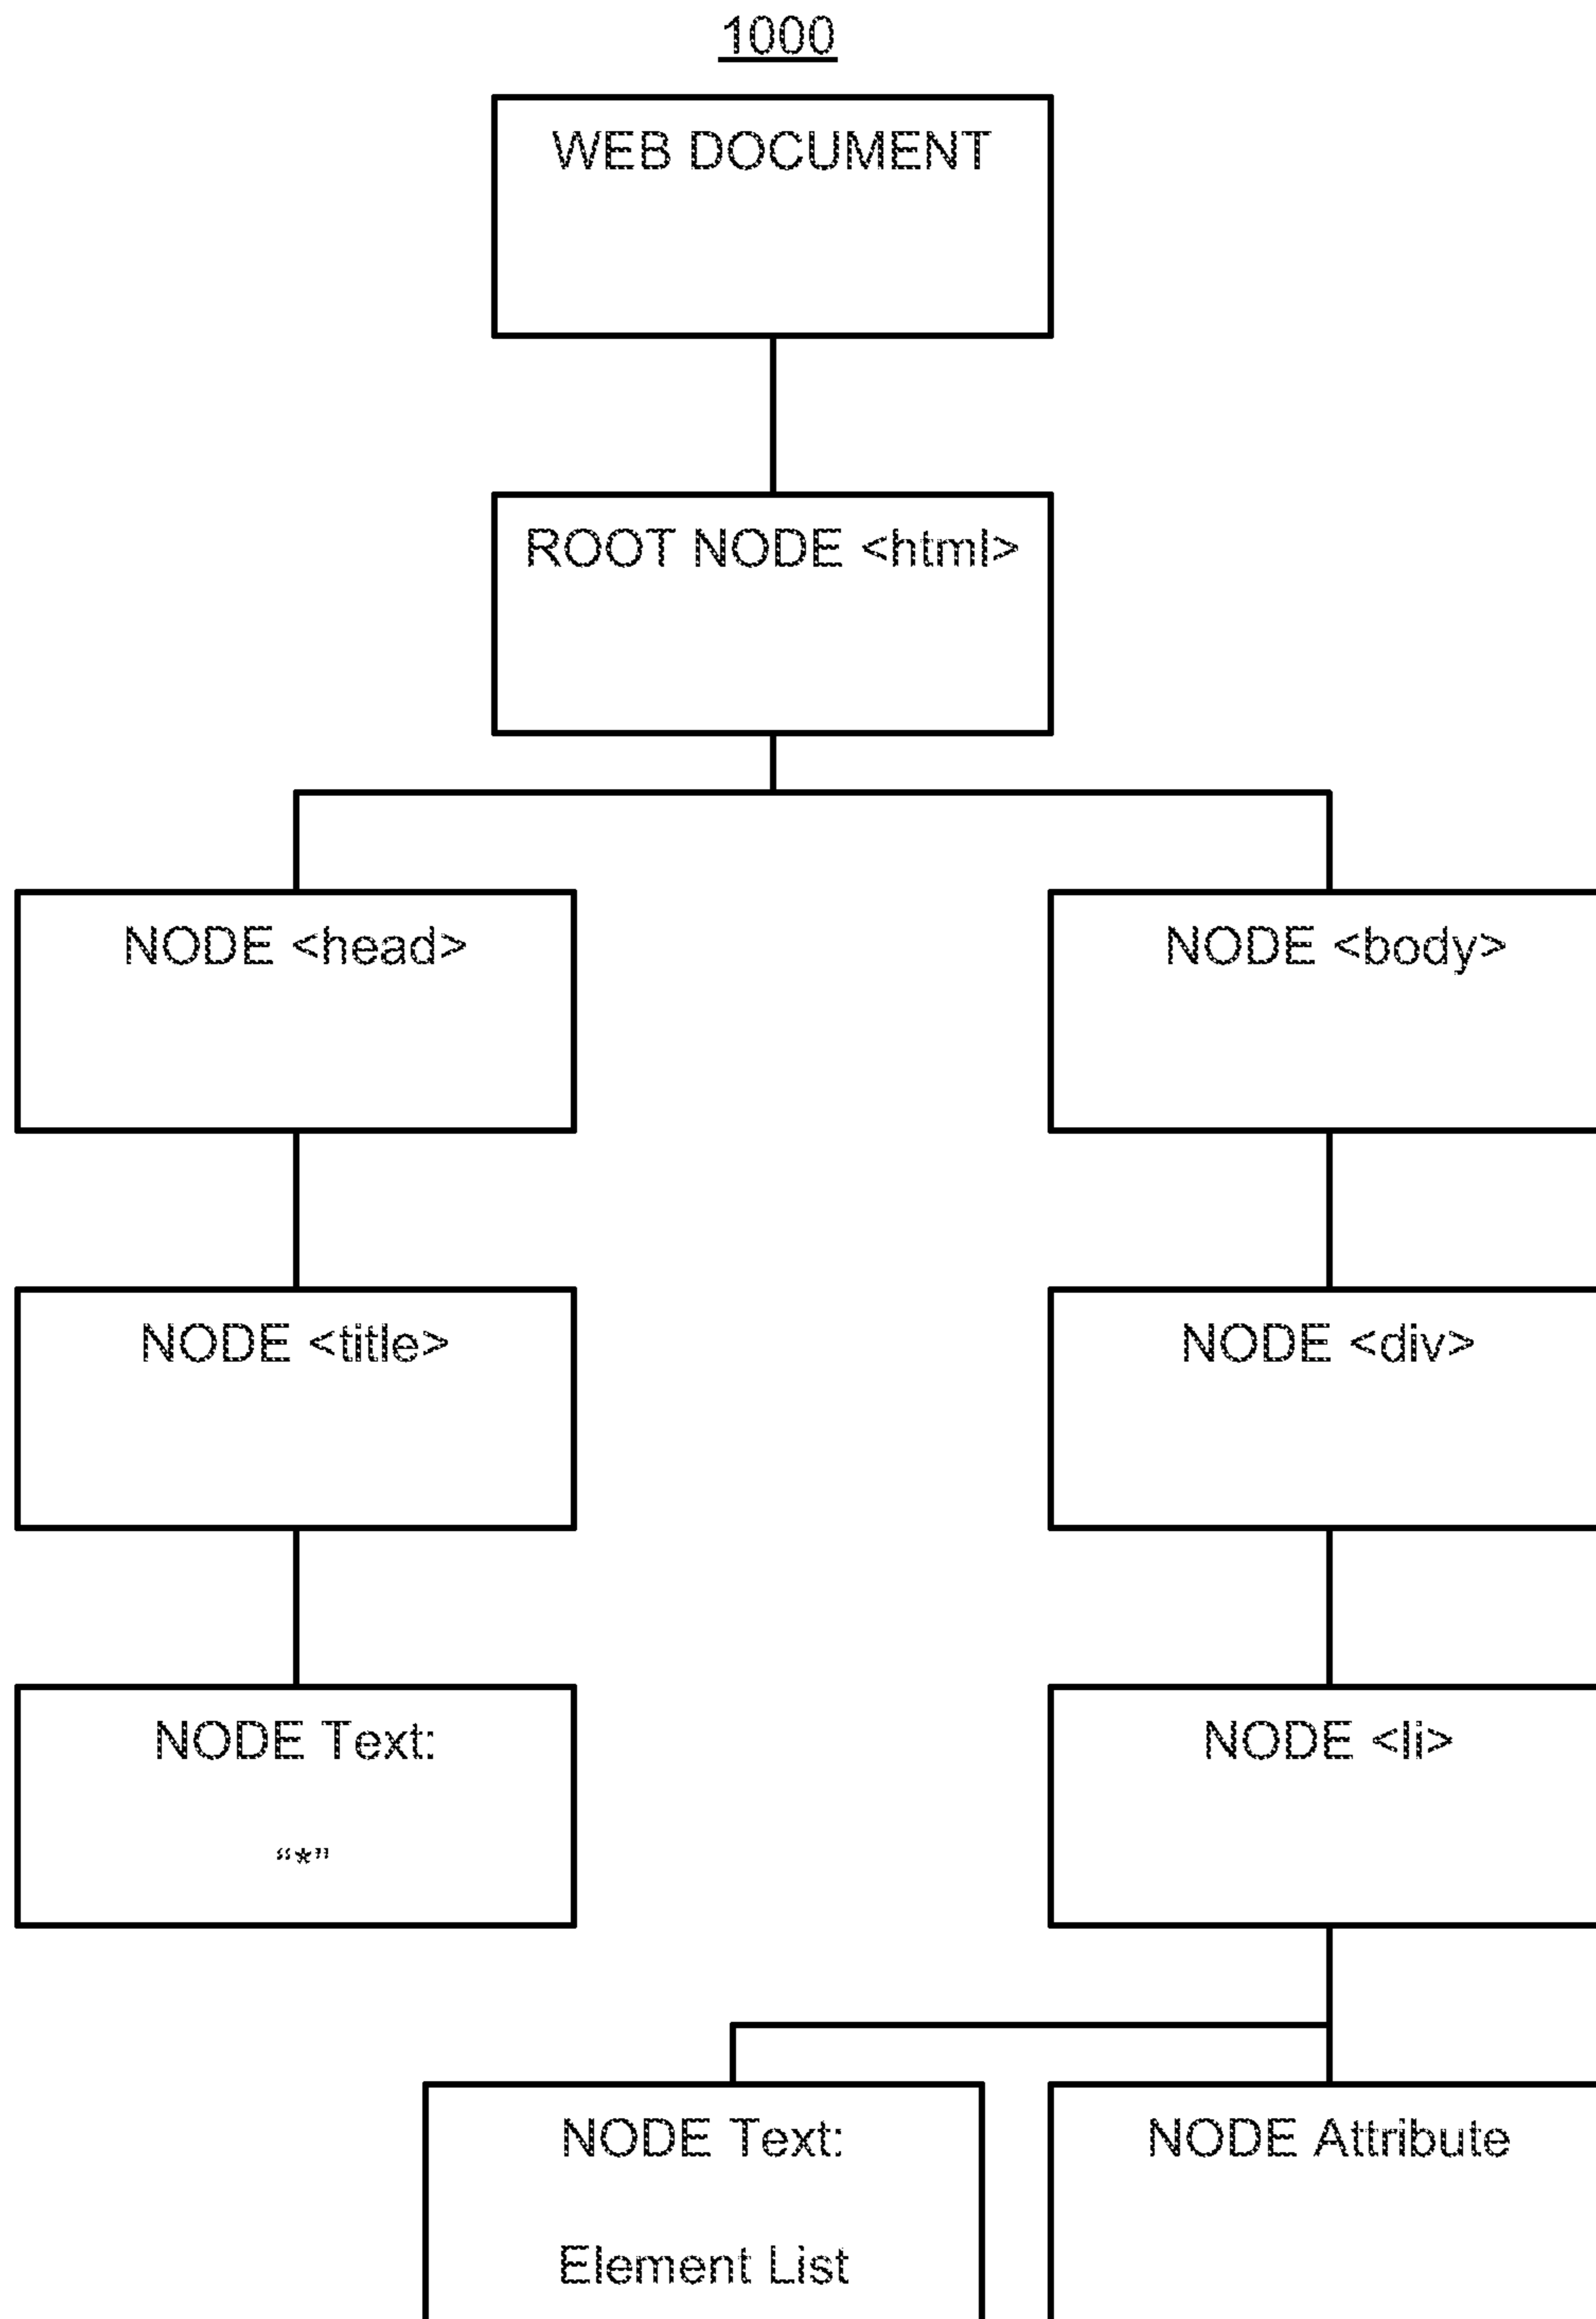 1000
WEB DOCUMENT
ROOT NODE <html>
NODE <head>
NODE <body>
NODE <title>
NODE <div>
NODE Text:
“*”
NODE <li>
NODE Text:
Element List
NODE Attribute